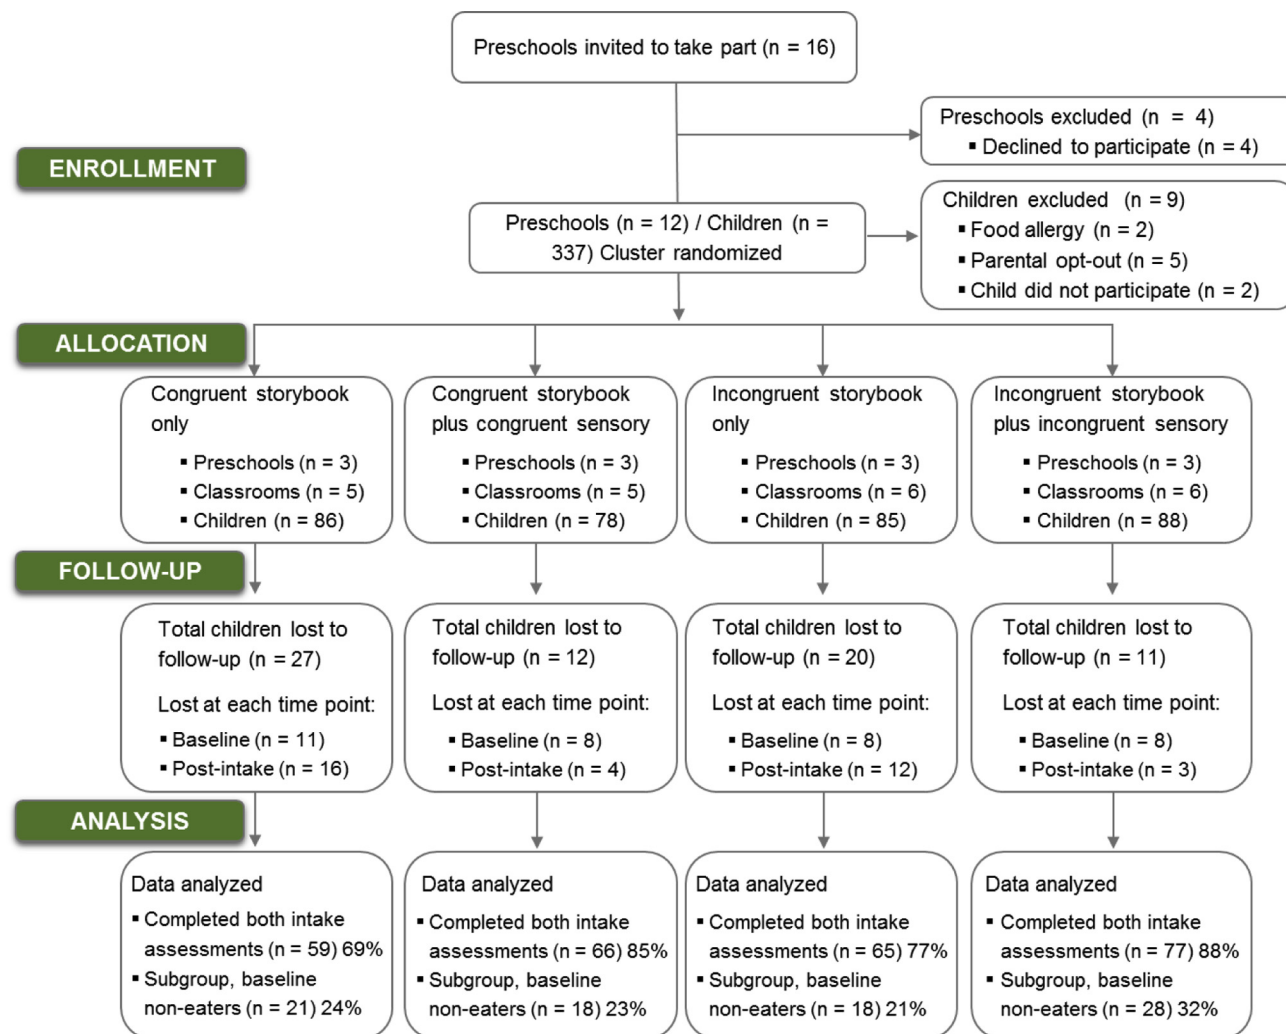 Preschools invited to take part (n = 16)
Preschools excluded (n = 4)
▪ Declined to participate (n = 4)
ENROLLMENT
Children excluded (n = 9)
▪ Food allergy (n = 2)
▪ Parental opt-out (n = 5)
▪ Child did not participate (n = 2)
Preschools (n = 12) / Children (n =
337) Cluster randomized
ALLOCATION
Congruent storybook
only
▪ Preschools (n = 3)
▪ Classrooms (n = 5)
▪ Children (n = 86)
Congruent storybook
plus congruent sensory
▪ Preschools (n = 3)
▪ Classrooms (n = 5)
▪ Children (n = 78)
Incongruent storybook
only
▪ Preschools (n = 3)
▪ Classrooms (n = 6)
▪ Children (n = 85)
Incongruent storybook
plus incongruent sensory
▪ Preschools (n = 3)
▪ Classrooms (n = 6)
▪ Children (n = 88)
FOLLOW-UP
Total children lost to
follow-up (n = 27)
Lost at each time point:
▪ Baseline (n = 11)
▪ Post-intake (n = 16)
Total children lost to
follow-up (n = 12)
Lost at each time point:
▪ Baseline (n = 8)
▪ Post-intake (n = 4)
Total children lost to
follow-up (n = 20)
Lost at each time point:
▪ Baseline (n = 8)
▪ Post-intake (n = 12)
Total children lost to
follow-up (n = 11)
Lost at each time point:
▪ Baseline (n = 8)
▪ Post-intake (n = 3)
ANALYSIS
Data analyzed
▪ Completed both intake
assessments (n = 59) 69%
▪ Subgroup, baseline
non-eaters (n = 21) 24%
Data analyzed
▪ Completed both intake
assessments (n = 66) 85%
▪ Subgroup, baseline
non-eaters (n = 18) 23%
Data analyzed
▪ Completed both intake
assessments (n = 65) 77%
▪ Subgroup, baseline
non-eaters (n = 18) 21%
Data analyzed
▪ Completed both intake
assessments (n = 77) 88%
▪ Subgroup, baseline
non-eaters (n = 28) 32%